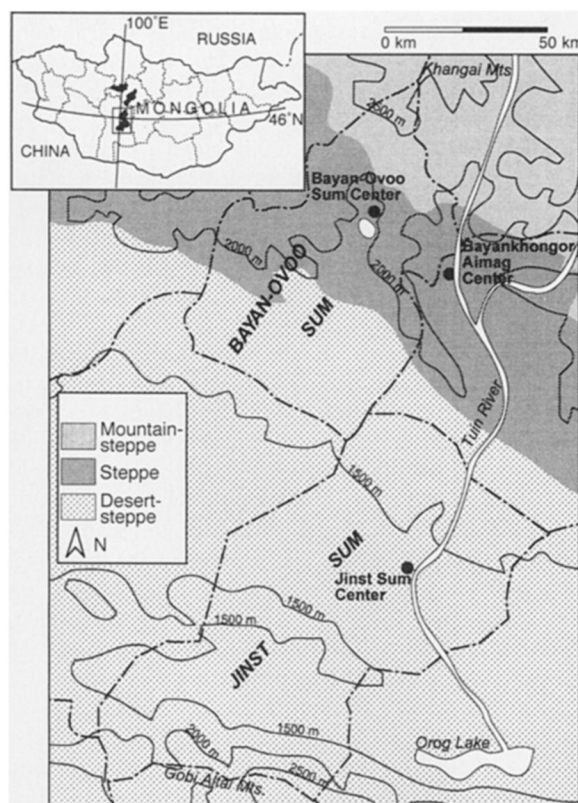 100°E
RUSSIA
MONGOLIA
46°N
CHINA
0 km
50 km
Khangai Mts
2500 m
Bayan-Ovoo
Sum Center
Bayankhongor
Aimag
Center
2000 m
2000 m
BAYAN-OVOO
SUM
Tuin River
Mountain-
steppe
Steppe
Desert-
steppe
N
1500 m
SUM
Jinst Sum
Center
1500 m
1500 m
JINST
1500 m
2000 m
Orog Lake
2500 m
Gobi Altai Mts.